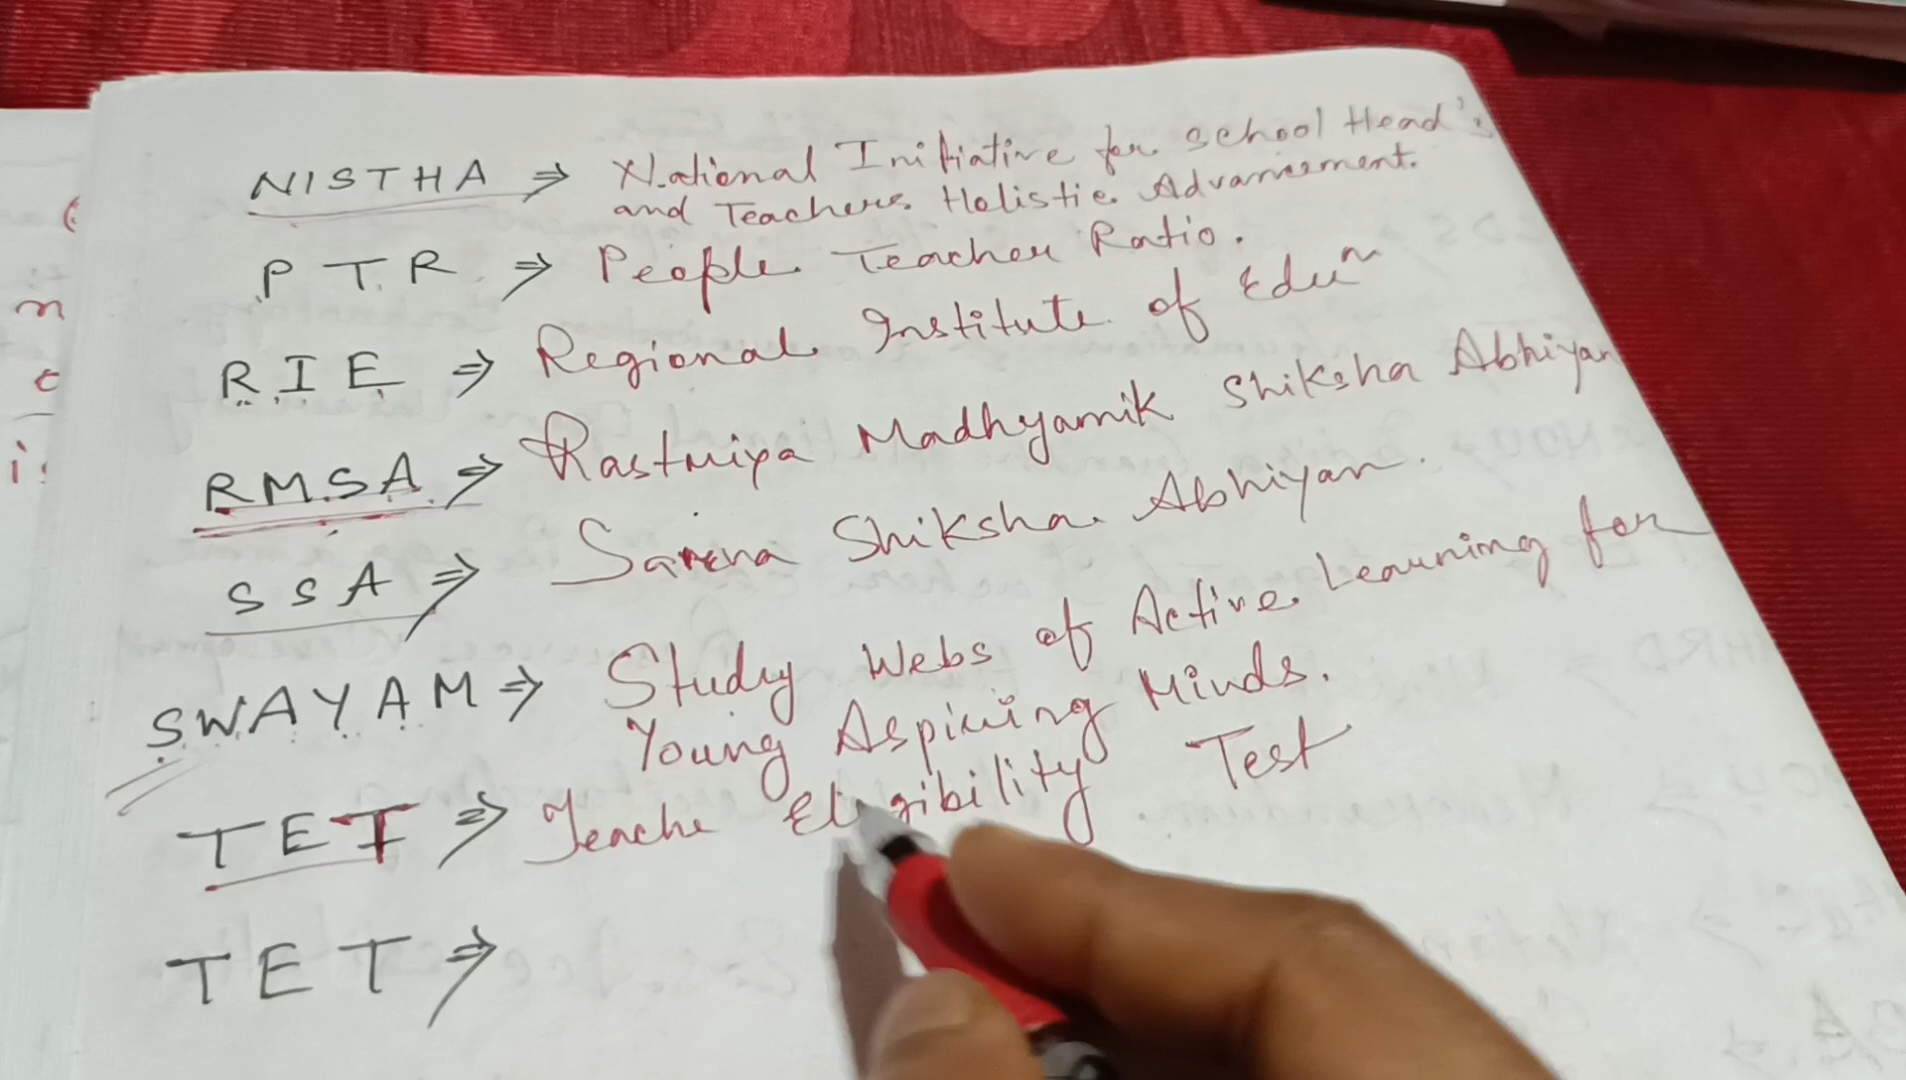 NISTHA ⇒ National Initiative for School Head's
and Teachers Holistic Advancement.
PTR ⇒ People Teacher Ratio.
RIE ⇒ Regional Institute of Eduⁿ
RMSA ⇒ Rastriya Madhyamik Shiksha Abhiyan
SSA ⇒ Sarva Shiksha Abhiyan.
SWAYAM ⇒ Study Webs of Active Learning for
Young Aspiring Minds.
TET ⇒ Teache Eligibility Test
TET ⇒